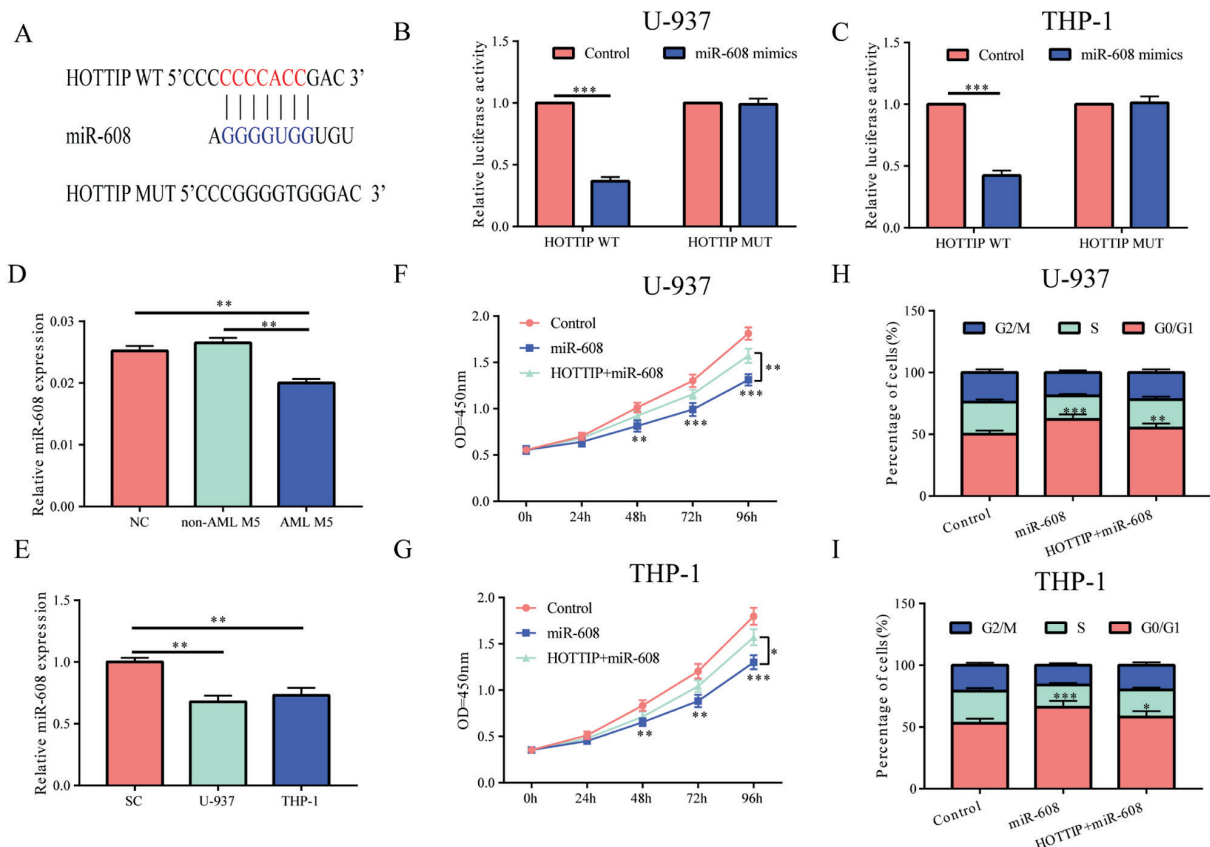 A
HOTTIP WT 5’CCCCCCCACCGAC 3’
miR-608 AGGGGUGGUGU
HOTTIP MUT 5’CCCGGGGTGGGAC 3’
B
U-937
Control miR-608 mimics
Relative luciferase activity
1.5
1.0
0.5
0.0
***
HOTTIP WT HOTTIP MUT
C
THP-1
Control miR-608 mimics
Relative luciferase activity
1.5
1.0
0.5
0.0
***
HOTTIP WT HOTTIP MUT
D
Relative miR-608 expression
0.03
0.02
0.01
0.00
**
**
NC non-AML M5 AML M5
E
Relative miR-608 expression
1.5
1.0
0.5
0.0
**
**
SC U-937 THP-1
F
U-937
Control
miR-608
HOTTIP+miR-608
OD=450nm
2.0
1.5
1.0
0.5
0.0
**
***
***
**
0h 24h 48h 72h 96h
G
THP-1
Control
miR-608
HOTTIP+miR-608
OD=450nm
2.0
1.5
1.0
0.5
0.0
*
***
**
**
0h 24h 48h 72h 96h
H
U-937
G2/M S G0/G1
Percentage of cells(%)
150
100
50
0
***
**
Control miR-608 HOTTIP+miR-608
I
THP-1
G2/M S G0/G1
Percentage of cells(%)
150
100
50
0
***
*
Control miR-608 HOTTIP+miR-608